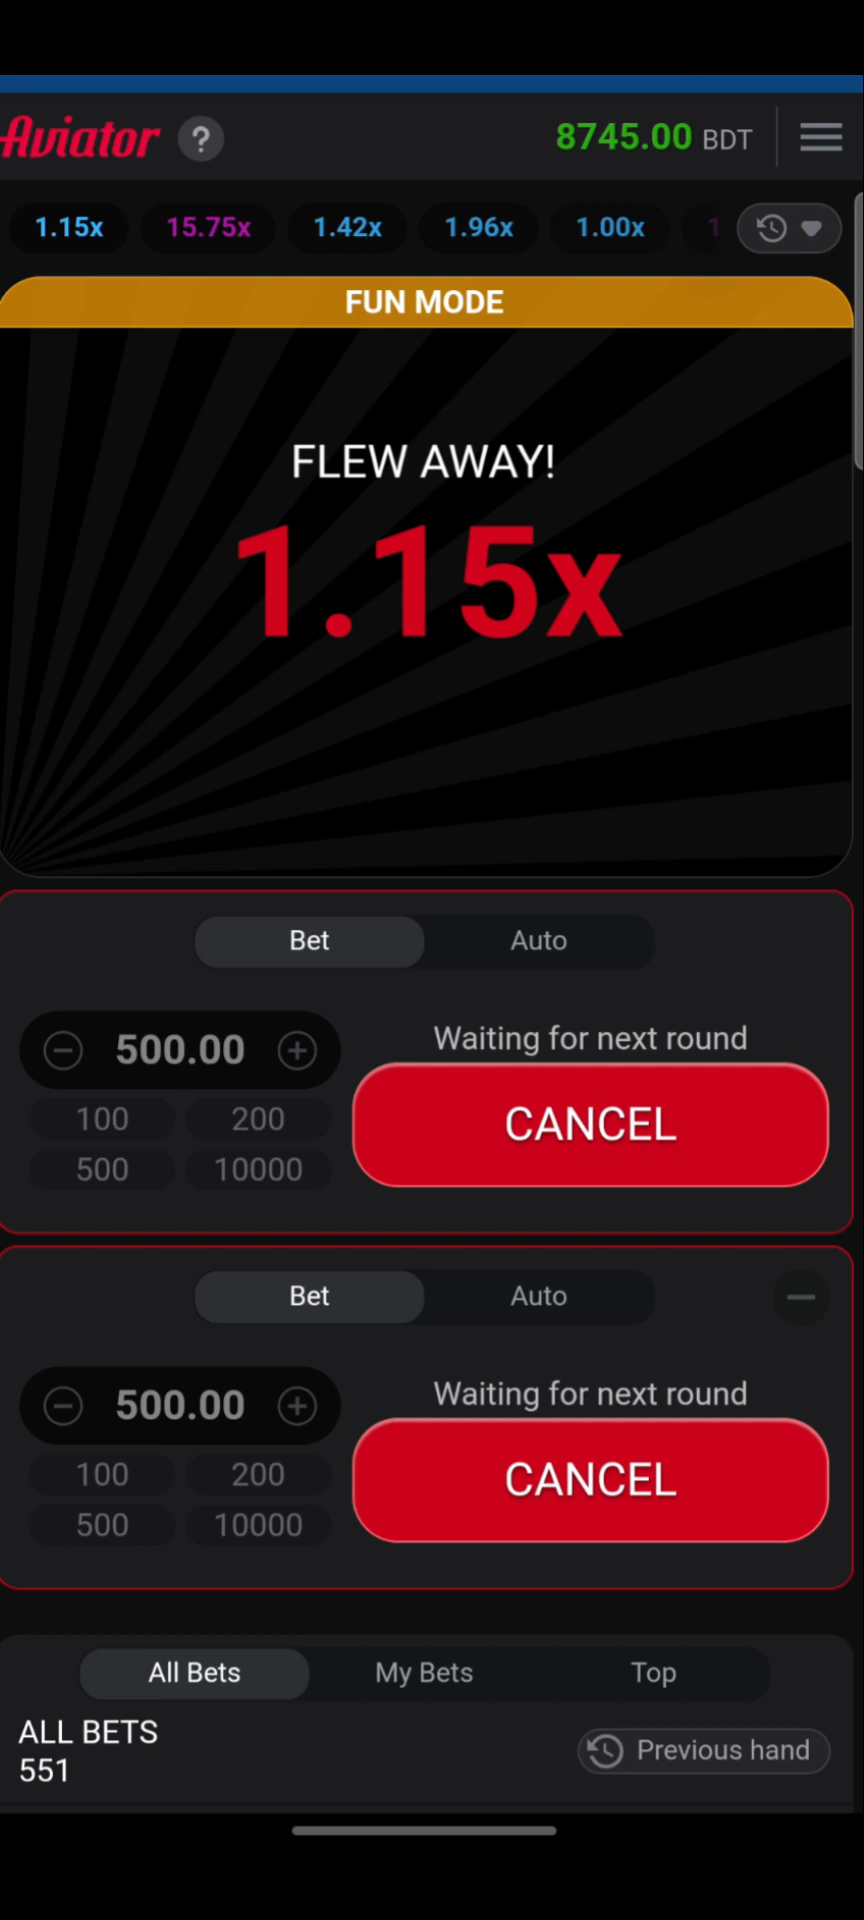 Aviator ? 8745.00 BDT
1.15x 15.75x 1.42x 1.96x 1.00x 1
FUN MODE
FLEW AWAY!
1.15x
Bet Auto
500.00
Waiting for next round
100 200
CANCEL
500 10000
Bet Auto
500.00
Waiting for next round
100 200
CANCEL
500 10000
All Bets My Bets Top
ALL BETS
551
Previous hand